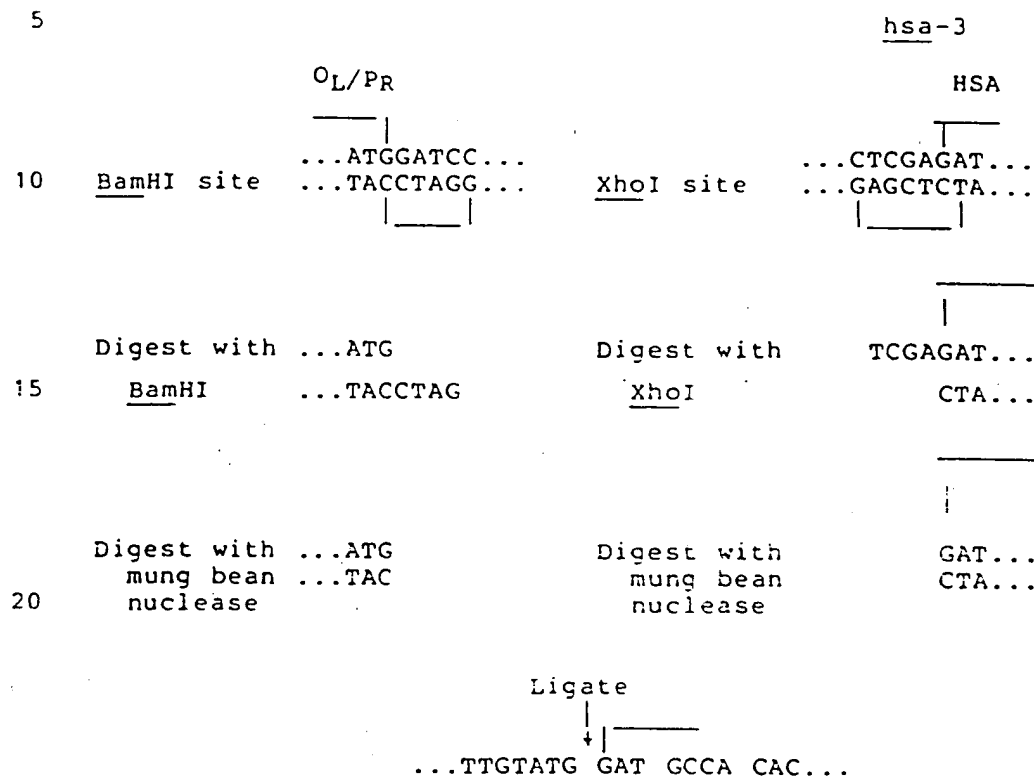 5
hsa-3
OL/PR HSA
...ATGGATCC... ...CTCGAGAT...
10 BamHI site ...TACCTAGG... XhoI site ...GAGCTCTA...
Digest with ...ATG Digest with TCGAGAT...
15 BamHI ...TACCTAG XhoI CTA...
Digest with ...ATG Digest with GAT...
mung bean ...TAC mung bean CTA...
20 nuclease nuclease
Ligate
...TTGTATG GAT GCCA CAC...